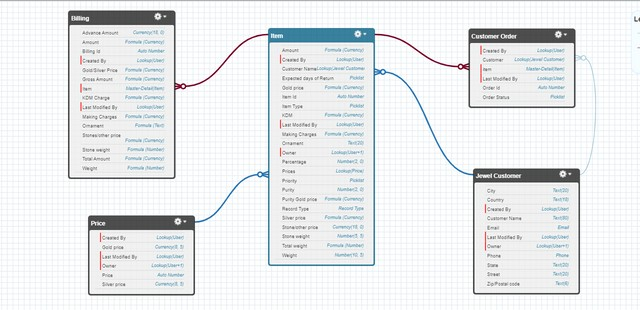 Billing
Advance Amount Currency(16, 0)
Amount Formula (Currency)
Billing Id Auto Number
Created By Lookup(User)
Gold/Silver Price Formula (Currency)
Gross Amount Formula (Currency)
Item Master-Detail(Item)
KDM Charge Formula (Currency)
Last Modified By Lookup(User)
Making Charges Formula (Currency)
Ornament Formula (Text)
Stones/other price
Formula (Currency)
Stone weight Formula (Number)
Total Amount Formula (Currency)
Weight Formula (Number)
Item
Amount Formula (Currency)
Created By Lookup(User)
Customer Name Lookup(Jewel Customer)
Expected days of Return Picklist
Gold price Formula (Currency)
Item Id Auto Number
Item Type Picklist
KDM Formula (Currency)
Last Modified By Lookup(User)
Making Charges Formula (Currency)
Ornament Text(20)
Owner Lookup(User+1)
Percentage Number(2, 0)
Prices Lookup(Price)
Priority Picklist
Purity Number(2, 0)
Purity Gold price Formula (Currency)
Record Type Record Type
Silver price Formula (Currency)
Stone/other price Currency(16, 0)
Stone weight Number(5, 0)
Total weight Formula (Number)
Weight Number(10, 5)
Customer Order
Created By Lookup(User)
Customer Lookup(Jewel Customer)
Item Master-Detail(Item)
Last Modified By Lookup(User)
Order Id Auto Number
Order Status Picklist
Price
Created By Lookup(User)
Gold price Currency(8, 5)
Last Modified By Lookup(User)
Owner Lookup(User+1)
Price Auto Number
Silver price Currency(8, 5)
Jewel Customer
City Text(20)
Country Text(18)
Created By Lookup(User)
Customer Name Text(80)
Email Email
Last Modified By Lookup(User)
Owner Lookup(User+1)
Phone Phone
State Text(20)
Street Text(20)
Zip/Postal code Text(6)